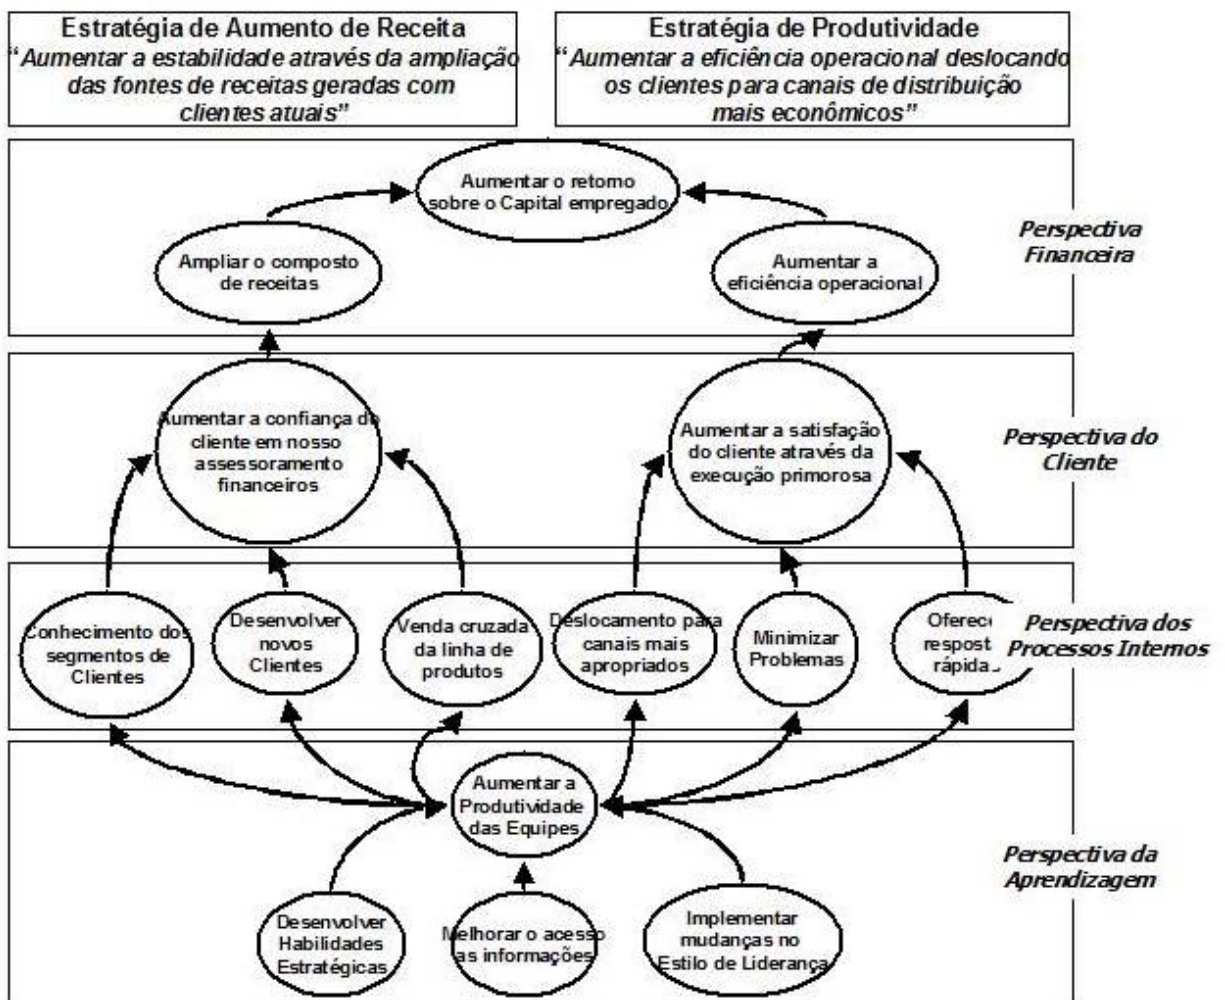 Estratégia de Aumento de Receita
“Aumentar a estabilidade através da ampliação
das fontes de receitas geradas com
clientes atuais”
Estratégia de Produtividade
“Aumentar a eficiência operacional deslocando
os clientes para canais de distribuição
mais econômicos”
Aumentar o retorno
sobre o Capital empregado
Ampliar o composto
de receitas
Aumentar a
eficiência operacional
Perspectiva
Financeira
Aumentar a confiança do
cliente em nosso
assessoramento
financeiros
Aumentar a satisfação
do cliente através da
execução primorosa
Perspectiva do
Cliente
Conhecimento dos
segmentos de
Clientes
Desenvolver
novos
Clientes
Venda cruzada
da linha de
produtos
Deslocamento para
canais mais
apropriados
Minimizar
Problemas
Oferece
respost
rápida
Perspectiva dos
Processos Internos
Aumentar a
Produtividade
das Equipes
Perspectiva da
Aprendizagem
Desenvolver
Habilidades
Estratégicas
Melhorar o acesso
as informações
Implementar
mudanças no
Estilo de Liderança